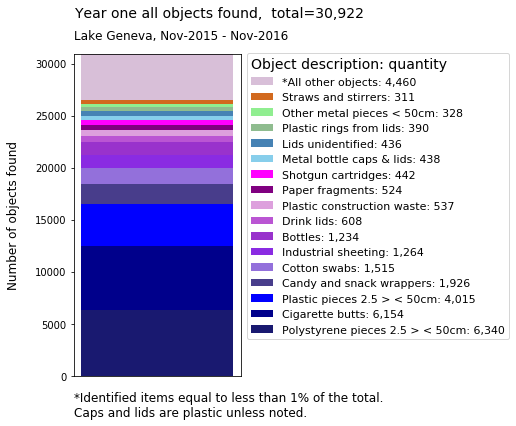 Year one all objects found,  total=30,922
Lake Geneva, Nov-2015 - Nov-2016
Number of objects found
30000
25000
20000
15000
10000
5000
0
Object description: quantity
*All other objects: 4,460
Straws and stirrers: 311
Other metal pieces < 50cm: 328
Plastic rings from lids: 390
Lids unidentified: 436
Metal bottle caps & lids: 438
Shotgun cartridges: 442
Paper fragments: 524
Plastic construction waste: 537
Drink lids: 608
Bottles: 1,234
Industrial sheeting: 1,264
Cotton swabs: 1,515
Candy and snack wrappers: 1,926
Plastic pieces 2.5 > < 50cm: 4,015
Cigarette butts: 6,154
Polystyrene pieces 2.5 > < 50cm: 6,340
*Identified items equal to less than 1% of the total.
Caps and lids are plastic unless noted.